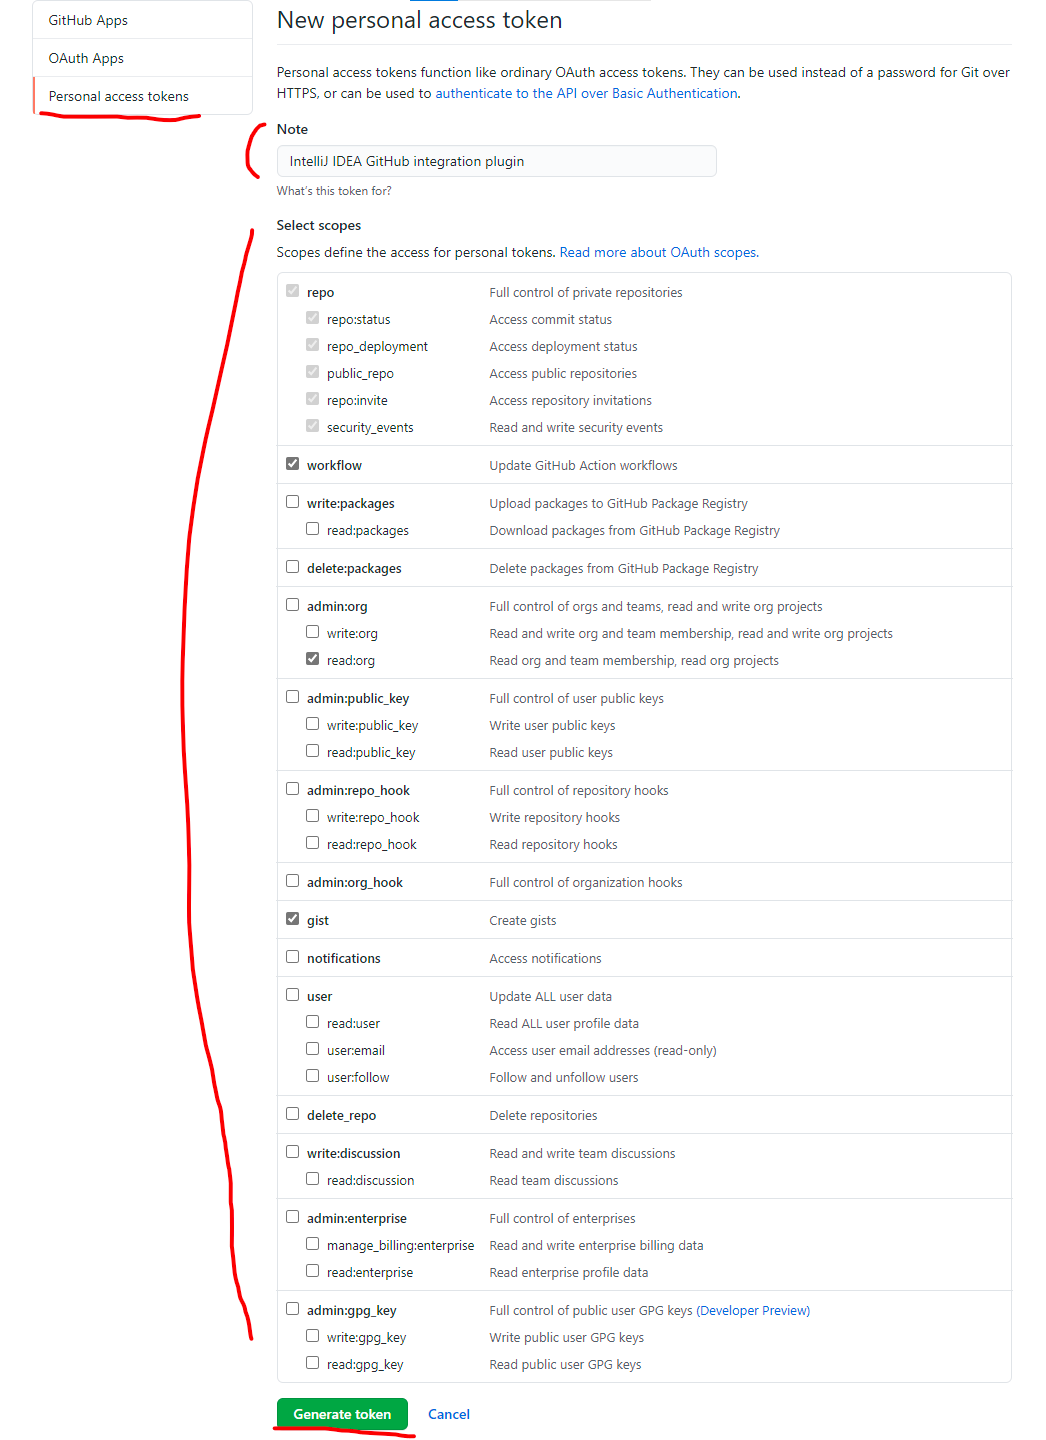 GitHub Apps
OAuth Apps
Personal access tokens
New personal access token
Personal access tokens function like ordinary OAuth access tokens. They can be used instead of a password for Git over
HTTPS, or can be used to authenticate to the API over Basic Authentication.
Note
IntelliJ IDEA GitHub integration plugin
What's this token for?
Select scopes
Scopes define the access for personal tokens. Read more about OAuth scopes.
repo Full control of private repositories
repo:status Access commit status
repo_deployment Access deployment status
public_repo Access public repositories
repo:invite Access repository invitations
security_events Read and write security events
workflow Update GitHub Action workflows
write:packages Upload packages to GitHub Package Registry
read:packages Download packages from GitHub Package Registry
delete:packages Delete packages from GitHub Package Registry
admin:org Full control of orgs and teams, read and write org projects
write:org Read and write org and team membership, read and write org projects
read:org Read org and team membership, read org projects
admin:public_key Full control of user public keys
write:public_key Write user public keys
read:public_key Read user public keys
admin:repo_hook Full control of repository hooks
write:repo_hook Write repository hooks
read:repo_hook Read repository hooks
admin:org_hook Full control of organization hooks
gist Create gists
notifications Access notifications
user Update ALL user data
read:user Read ALL user profile data
user:email Access user email addresses (read-only)
user:follow Follow and unfollow users
delete_repo Delete repositories
write:discussion Read and write team discussions
read:discussion Read team discussions
admin:enterprise Full control of enterprises
manage_billing:enterprise Read and write enterprise billing data
read:enterprise Read enterprise profile data
admin:gpg_key Full control of public user GPG keys (Developer Preview)
write:gpg_key Write public user GPG keys
read:gpg_key Read public user GPG keys
Generate token Cancel